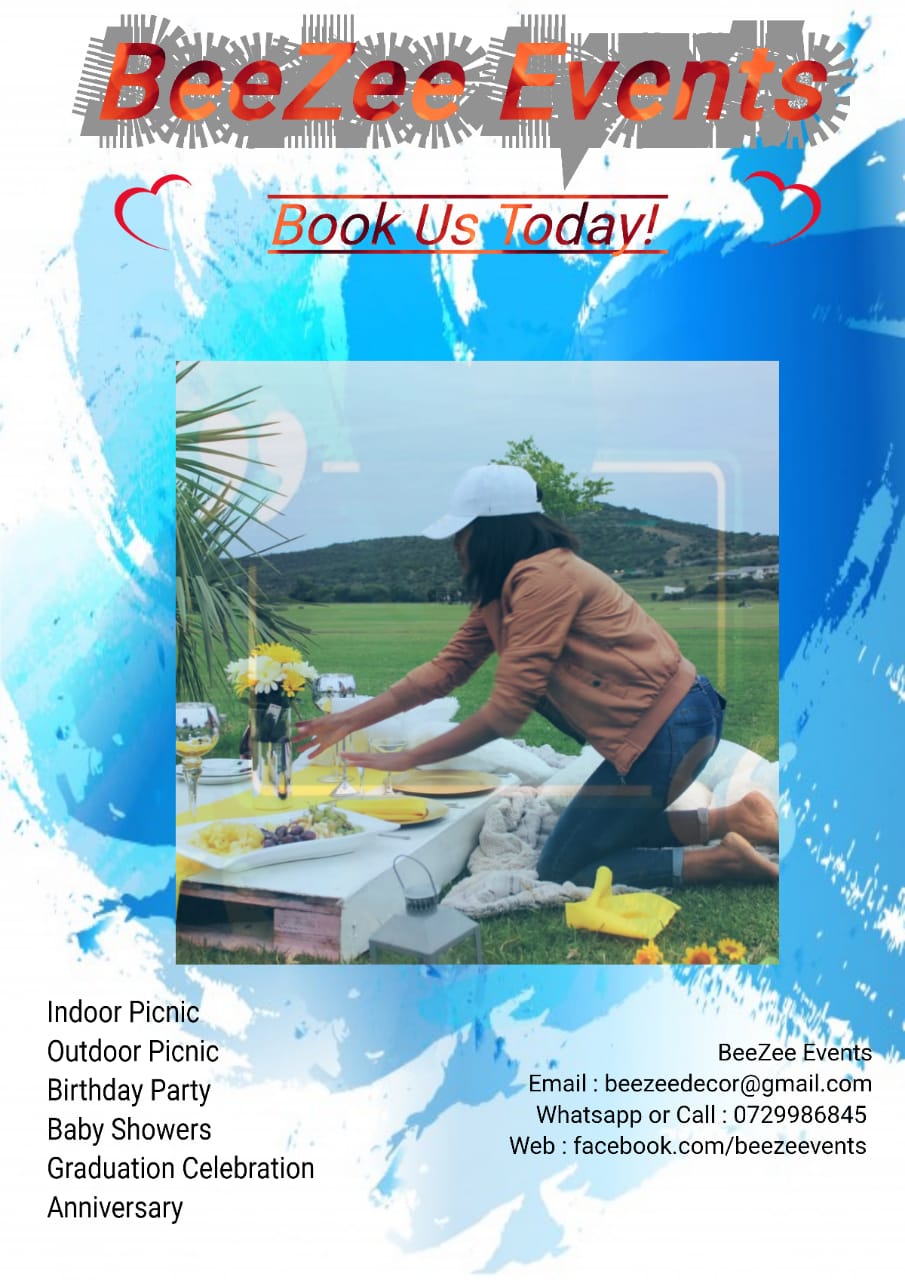 BeeZee Events
Book Us Today!
Indoor Picnic
Outdoor Picnic
Birthday Party
Baby Showers
Graduation Celebration
Anniversary
BeeZee Events
Email : beezeedecor@gmail.com
Whatsapp or Call : 0729986845
Web : facebook.com/beezeevents